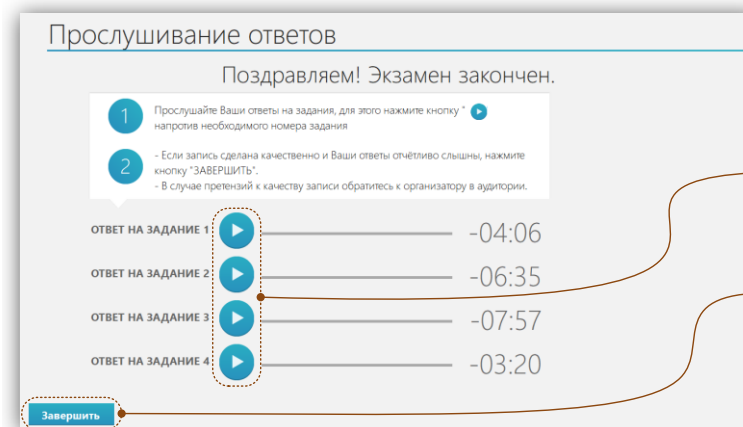 Прослушивание ответов
Поздравляем! Экзамен закончен.
1
Прослушайте Ваши ответы на задания, для этого нажмите кнопку "
напротив необходимого номера задания
2
- Если запись сделана качественно и Ваши ответы отчётливо слышны, нажмите
кнопку "ЗАВЕРШИТЬ".
- В случае претензий к качеству записи обратитесь к организатору в аудитории.
ОТВЕТ НА ЗАДАНИЕ 1 -04:06
ОТВЕТ НА ЗАДАНИЕ 2 -06:35
ОТВЕТ НА ЗАДАНИЕ 3 -07:57
ОТВЕТ НА ЗАДАНИЕ 4 -03:20
Завершить